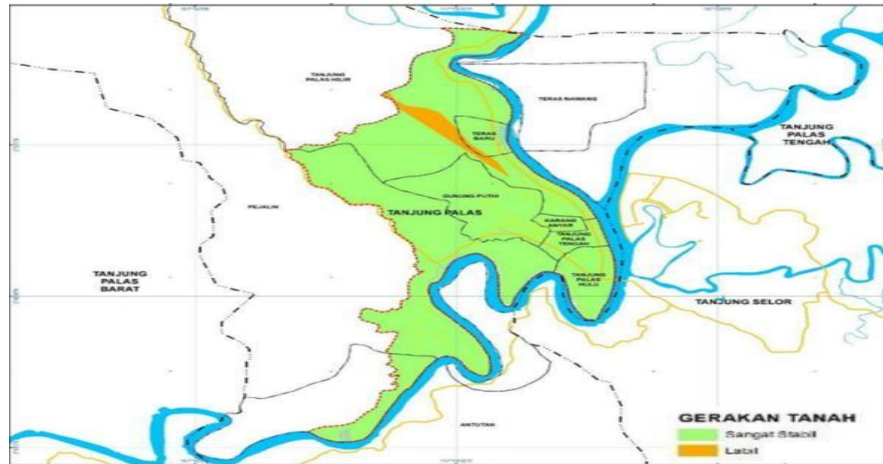 TANJUNG
PALAS HILIR
TERAS NAWANG
TERAS
BARU
TANJUNG
PALAS
TENGAH
GUNUNG PUTIH
PEJALIN
TANJUNG PALAS
KARANG
ANYAR
TANJUNG
PALAS
TENGAH
TANJUNG
PALAS
BARAT
TANJUNG
PALAS
HULU
TANJUNG SELOR
ANTUTAN
GERAKAN TANAH
Sangat Stabil
Labil